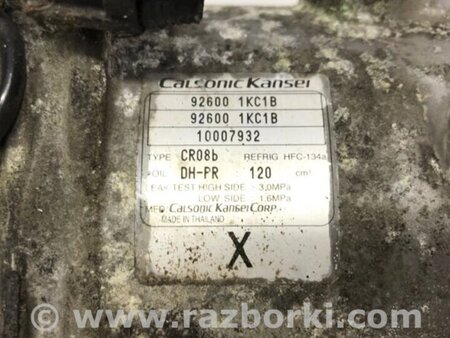 Calsonic Kansei
92600 1KC1B
92600 1KC1B
10007932
TYPE CR08b REFRIG HFC-134a
OIL DH-PR 120 cm³
LEAK TEST HIGH SIDE : 3,0MPa
LOW SIDE : 1.6MPa
MFD CALSONIC KANSEI CORP.
MADE IN THAILAND
X
www.razborki.com